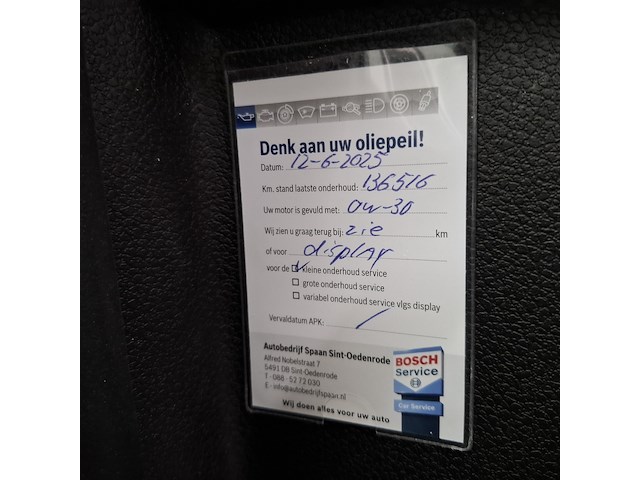 Denk aan uw oliepeil!
Datum: 12-6-2025
Km. stand laatste onderhoud: 136516
Uw motor is gevuld met: 0w-30
Wij zien u graag terug bij: zie km
of voor display
voor de kleine onderhoud service
grote onderhoud service
variabel onderhoud service vlgs display
Vervaldatum APK: /
Autobedrijf Spaan Sint-Oedenrode
Alfred Nobelstraat 7
5491 DB Sint-Oedenrode
T - 088 - 52 72 030
E - info@autobedrijfspaan.nl
Wij doen alles voor uw auto
BOSCH
Service
Car Service